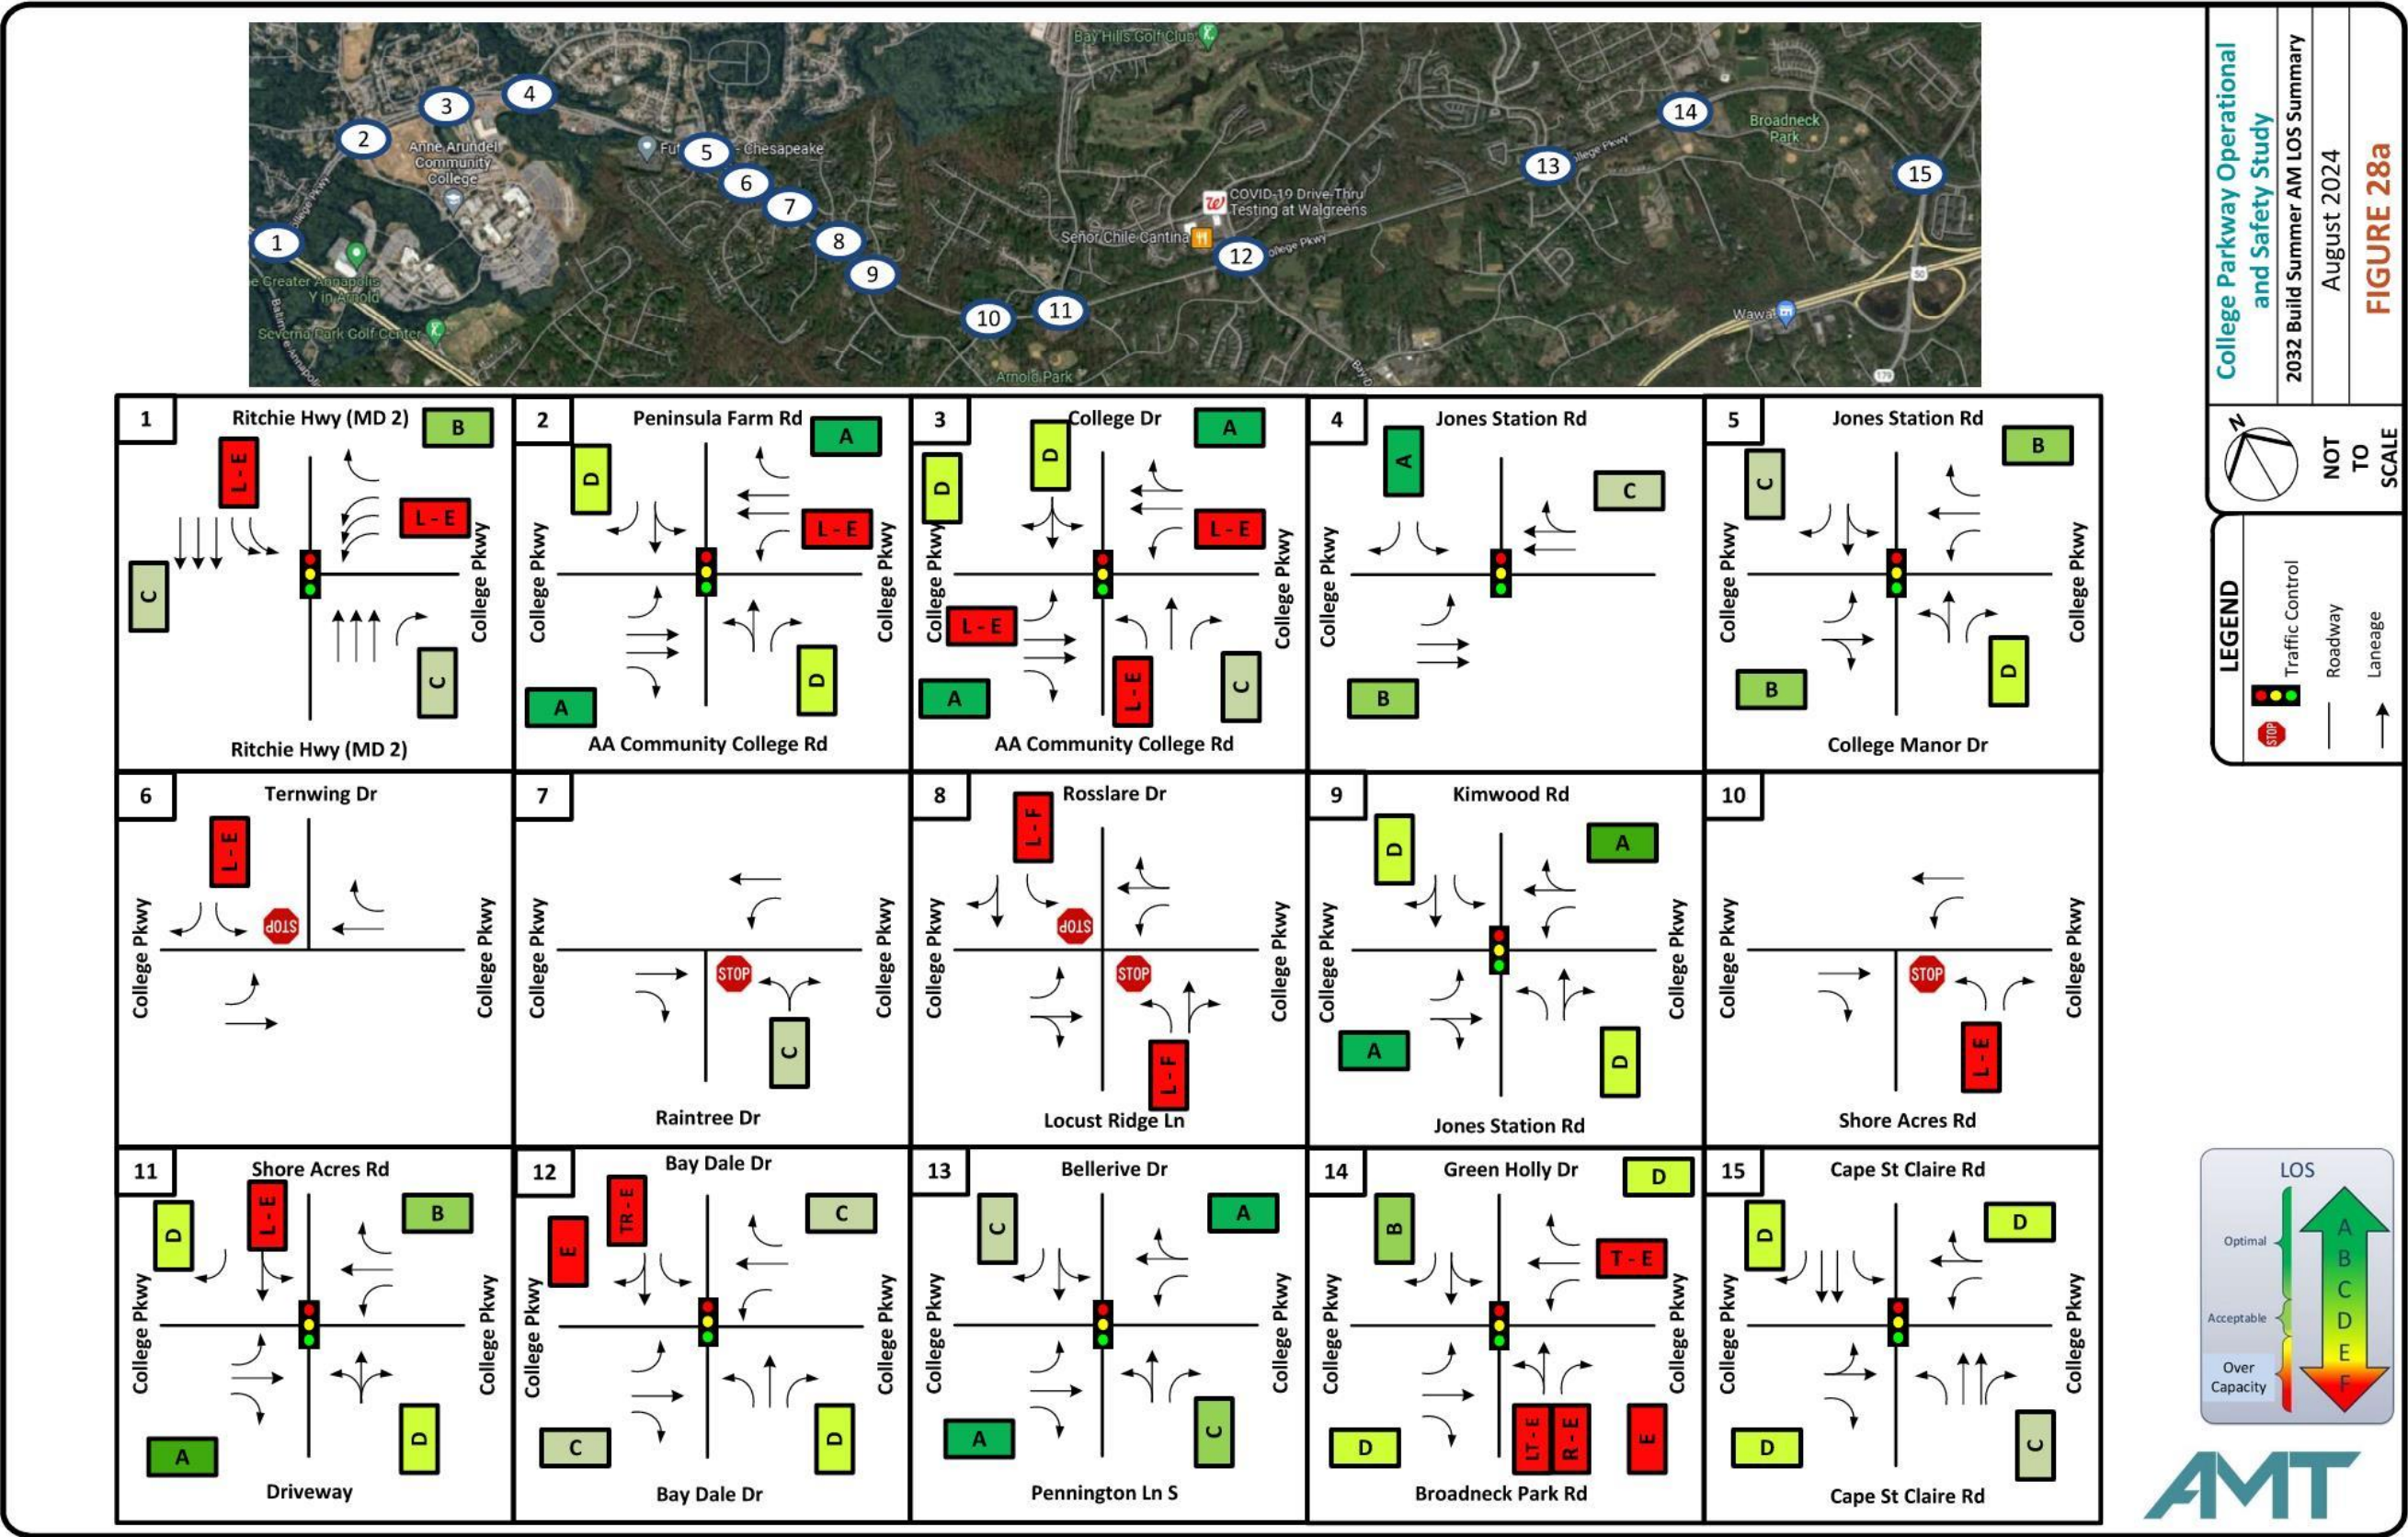 Bay Hills Golf Club
Anne Arundel
Community
College
Chesapeake
COVID-19 Drive-Thru
Testing at Walgreens
Señor Chile Cantina
College Pkwy
Broadneck
Park
Y in Arnold
Severna Park Golf Center
Arnold Park
Wawa
50
179
1
2
3
4
5
6
7
8
9
10
11
12
13
14
15
College Parkway Operational
and Safety Study
2032 Build Summer AM LOS Summary
August 2024
FIGURE 28a
N
NOT
TO
SCALE
LEGEND
Traffic Control
Roadway
STOP
Laneage
1
Ritchie Hwy (MD 2)
B
L - E
L - E
C
College Pkwy
C
Ritchie Hwy (MD 2)
2
Peninsula Farm Rd
A
D
L - E
College Pkwy
College Pkwy
A
D
AA Community College Rd
3
College Dr
A
D
D
L - E
College Pkwy
College Pkwy
L - E
A
L - E
C
AA Community College Rd
4
Jones Station Rd
A
C
College Pkwy
B
5
Jones Station Rd
B
C
College Pkwy
College Pkwy
B
D
College Manor Dr
6
Ternwing Dr
L - E
STOP
College Pkwy
College Pkwy
7
College Pkwy
College Pkwy
STOP
C
Raintree Dr
8
Rosslare Dr
L - F
STOP
College Pkwy
College Pkwy
STOP
L - F
Locust Ridge Ln
9
Kimwood Rd
D
A
College Pkwy
College Pkwy
A
D
Jones Station Rd
10
College Pkwy
College Pkwy
STOP
L - E
Shore Acres Rd
11
Shore Acres Rd
D
L - E
B
College Pkwy
College Pkwy
A
D
Driveway
12
Bay Dale Dr
E
TR - E
C
College Pkwy
College Pkwy
C
D
Bay Dale Dr
13
Bellerive Dr
C
A
College Pkwy
College Pkwy
A
C
Pennington Ln S
14
Green Holly Dr
D
B
T - E
College Pkwy
College Pkwy
D
LT - E
R - E
E
Broadneck Park Rd
15
Cape St Claire Rd
D
D
College Pkwy
College Pkwy
D
C
Cape St Claire Rd
LOS
Optimal
Acceptable
Over
Capacity
A
B
C
D
E
F
AMT